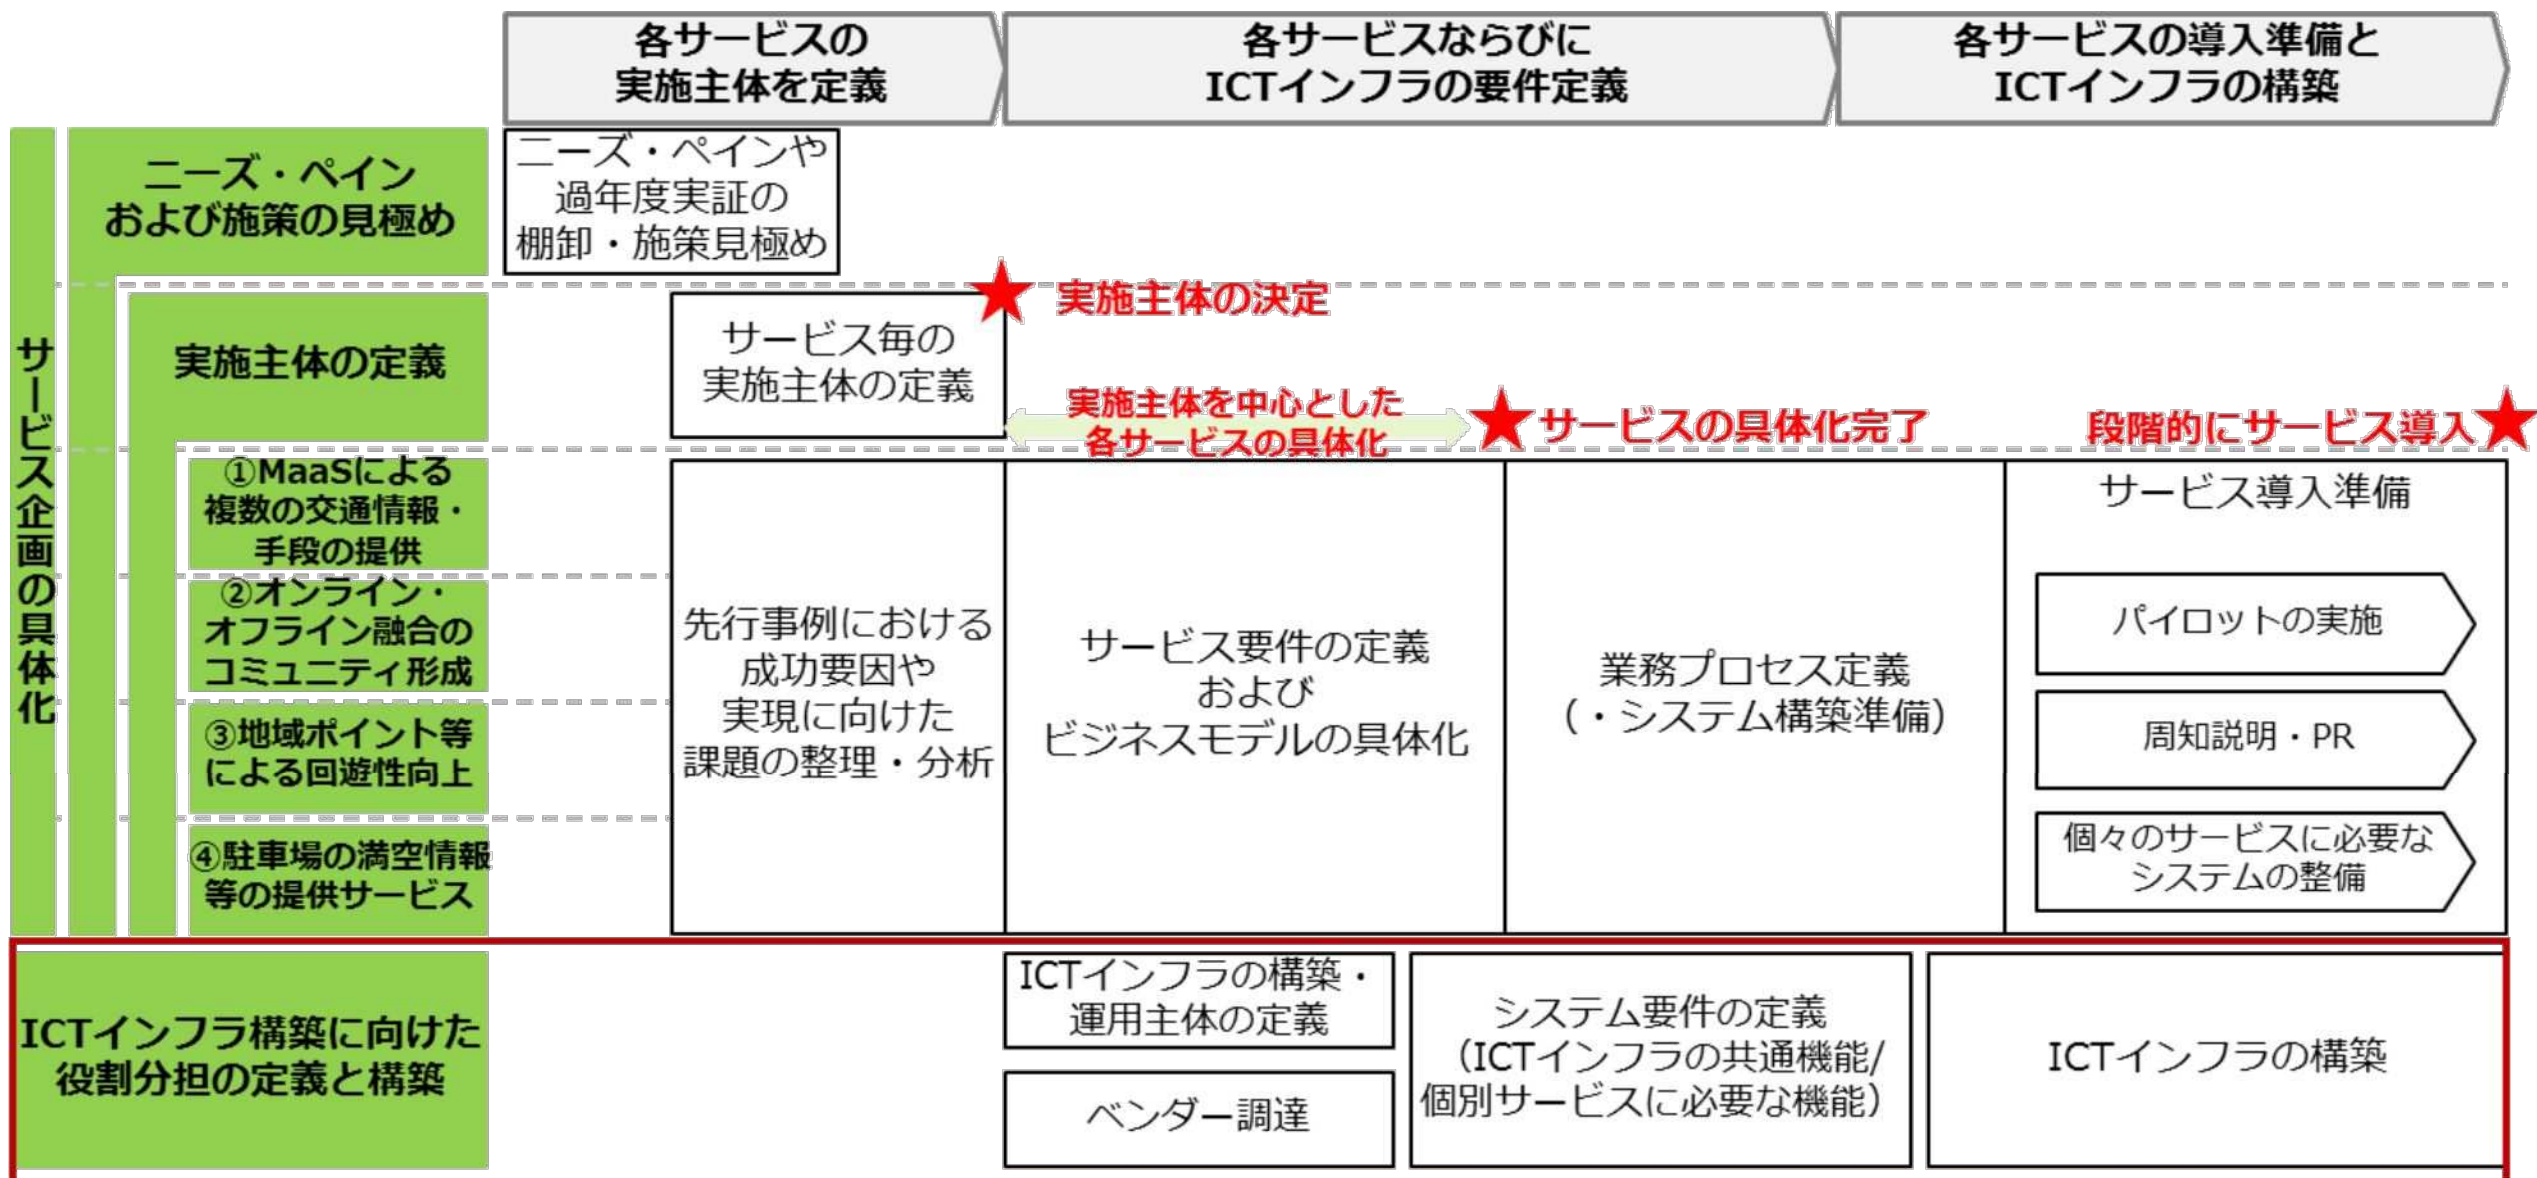 各サービスの
実施主体を定義
各サービスならびに
ICTインフラの要件定義
各サービスの導入準備と
ICTインフラの構築
サービス企画の具体化
ニーズ・ペイン
および施策の見極め
ニーズ・ペインや
過年度実証の
棚卸・施策見極め
実施主体の定義
サービス毎の
実施主体の定義
実施主体の決定
実施主体を中心とした
各サービスの具体化
サービスの具体化完了
段階的にサービス導入
①MaaSによる
複数の交通情報・
手段の提供
②オンライン・
オフライン融合の
コミュニティ形成
③地域ポイント等
による回遊性向上
④駐車場の満空情報
等の提供サービス
先行事例における
成功要因や
実現に向けた
課題の整理・分析
サービス要件の定義
および
ビジネスモデルの具体化
業務プロセス定義
（・システム構築準備）
サービス導入準備
パイロットの実施
周知説明・PR
個々のサービスに必要な
システムの整備
ICTインフラ構築に向けた
役割分担の定義と構築
ICTインフラの構築・
運用主体の定義
ベンダー調達
システム要件の定義
（ICTインフラの共通機能/
個別サービスに必要な機能）
ICTインフラの構築